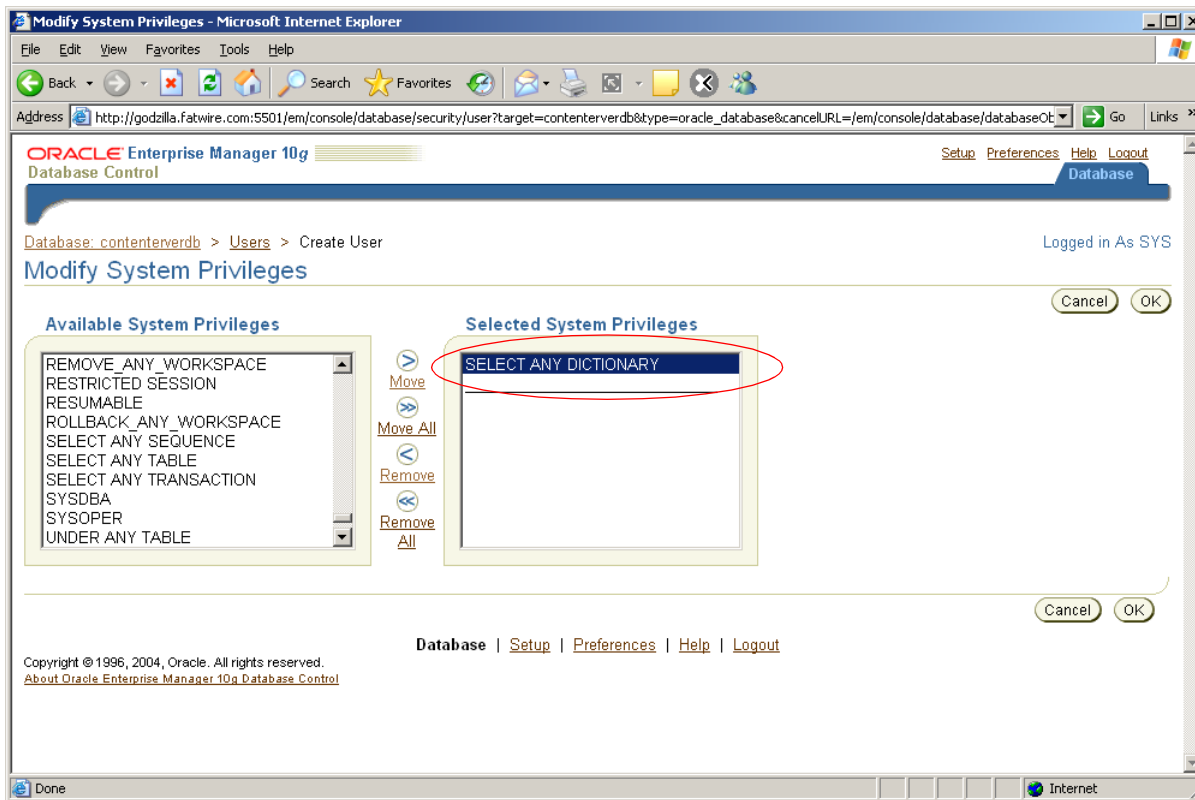 Modify System Privileges - Microsoft Internet Explorer
File Edit View Favorites Tools Help
Back Search Favorites
Address http://godzilla.fatwire.com:5501/em/console/database/security/user?target=contenterverdb&type=oracle_database&cancelURL=/em/console/database/databaseOb Go Links »
ORACLE Enterprise Manager 10g
Database Control
Setup Preferences Help Logout
Database
Database: contenterverdb > Users > Create User
Logged in As SYS
Modify System Privileges
Cancel OK
Available System Privileges
REMOVE_ANY_WORKSPACE
RESTRICTED SESSION
RESUMABLE
ROLLBACK_ANY_WORKSPACE
SELECT ANY SEQUENCE
SELECT ANY TABLE
SELECT ANY TRANSACTION
SYSDBA
SYSOPER
UNDER ANY TABLE
Move
Move All
Remove
Remove
All
Selected System Privileges
SELECT ANY DICTIONARY
Cancel OK
Database | Setup | Preferences | Help | Logout
Copyright © 1996, 2004, Oracle. All rights reserved.
About Oracle Enterprise Manager 10g Database Control
Done
Internet